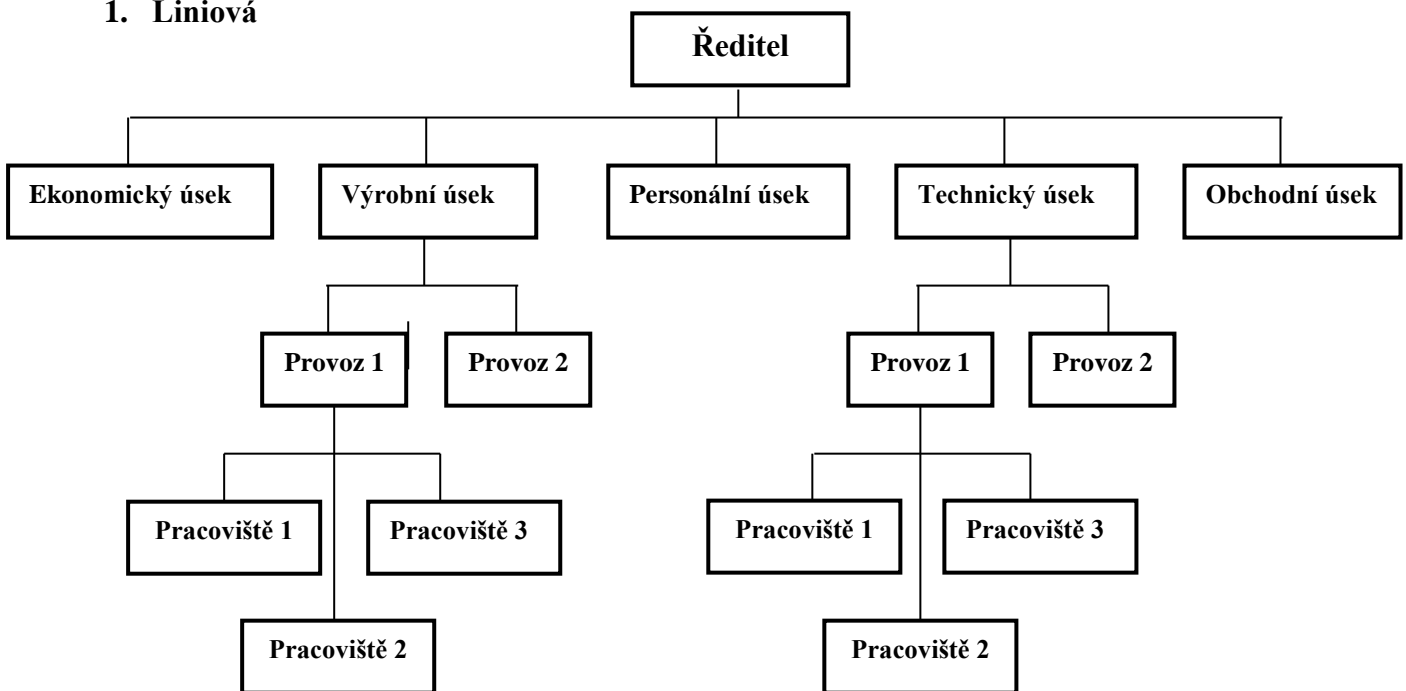 1. Liniová
Ředitel
Ekonomický úsek
Výrobní úsek
Personální úsek
Technický úsek
Obchodní úsek
Provoz 1
Provoz 2
Provoz 1
Provoz 2
Pracoviště 1
Pracoviště 3
Pracoviště 1
Pracoviště 3
Pracoviště 2
Pracoviště 2